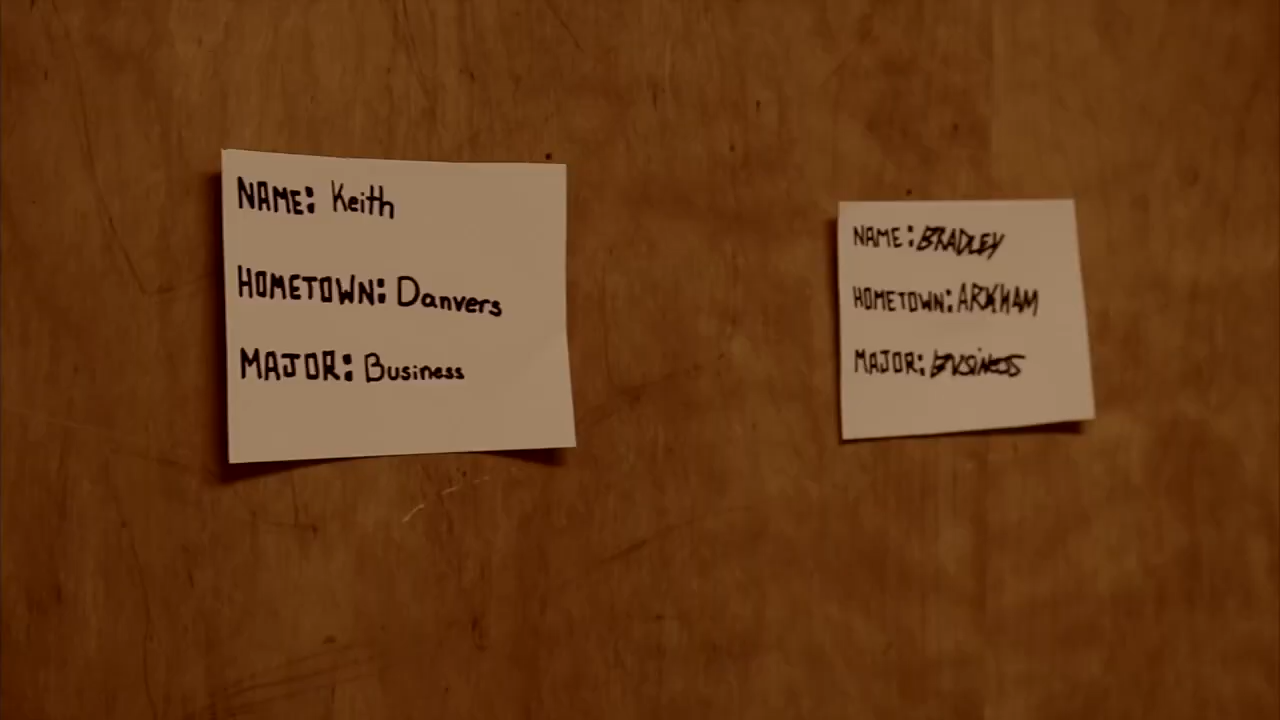 NAME: Keith
HOMETOWN: Danvers
MAJOR: Business
NAME: BRADLEY
HOMETOWN: ARKHAM
MAJOR: BUSiNESS